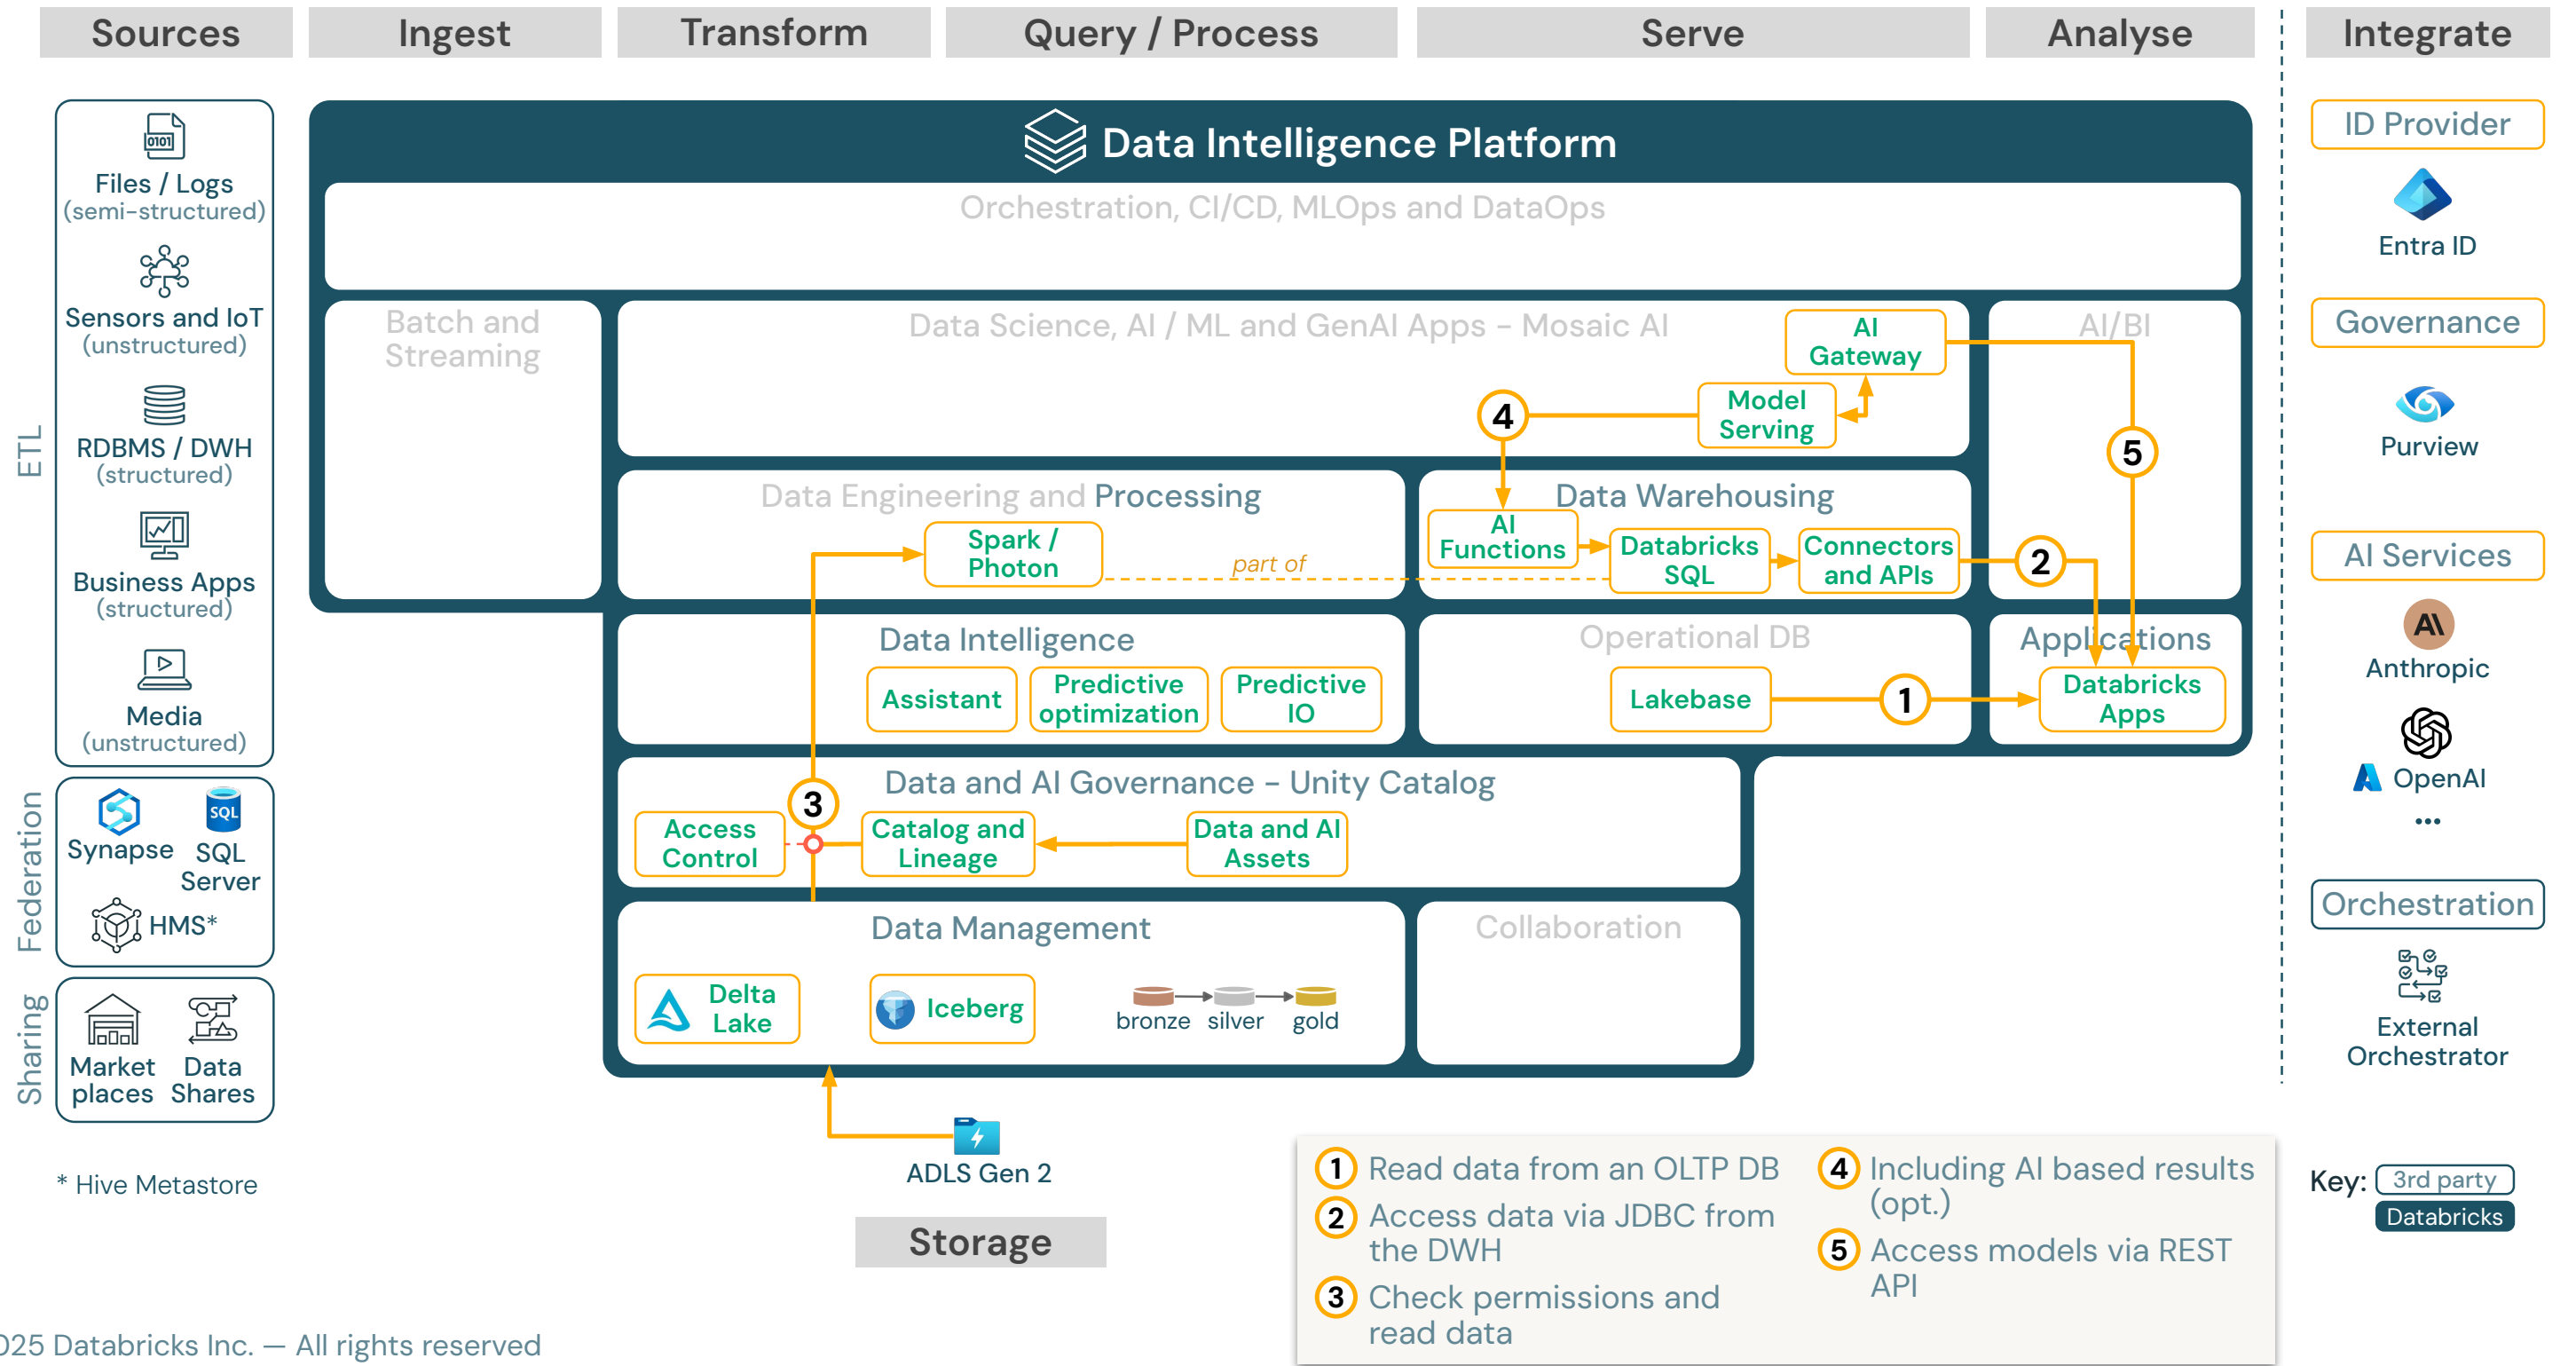 Sources
Ingest
Transform
Query / Process
Serve
Analyse
Integrate
ETL
0101
Files / Logs
(semi-structured)
Sensors and IoT
(unstructured)
RDBMS / DWH
(structured)
Business Apps
(structured)
Media
(unstructured)
Federation
Synapse
SQL
SQL
Server
HMS*
Sharing
Market
places
Data
Shares
* Hive Metastore
Data Intelligence Platform
Orchestration, CI/CD, MLOps and DataOps
Batch and
Streaming
Data Science, AI / ML and GenAI Apps - Mosaic AI
AI
Gateway
Model
Serving
4
AI/BI
5
Data Engineering and Processing
Spark /
Photon
part of
Data Warehousing
AI
Functions
Databricks
SQL
Connectors
and APIs
2
Data Intelligence
Assistant
Predictive
optimization
Predictive
IO
Operational DB
Lakebase
1
Applications
Databricks
Apps
Data and AI Governance - Unity Catalog
3
Access
Control
Catalog and
Lineage
Data and AI
Assets
Data Management
Delta
Lake
Iceberg
bronze
silver
gold
Collaboration
ADLS Gen 2
Storage
ID Provider
Entra ID
Governance
Purview
AI Services
AI
Anthropic
OpenAI
...
Orchestration
External
Orchestrator
1 Read data from an OLTP DB
2 Access data via JDBC from
the DWH
3 Check permissions and
read data
4 Including AI based results
(opt.)
5 Access models via REST
API
Key: 3rd party
Databricks
025 Databricks Inc. — All rights reserved